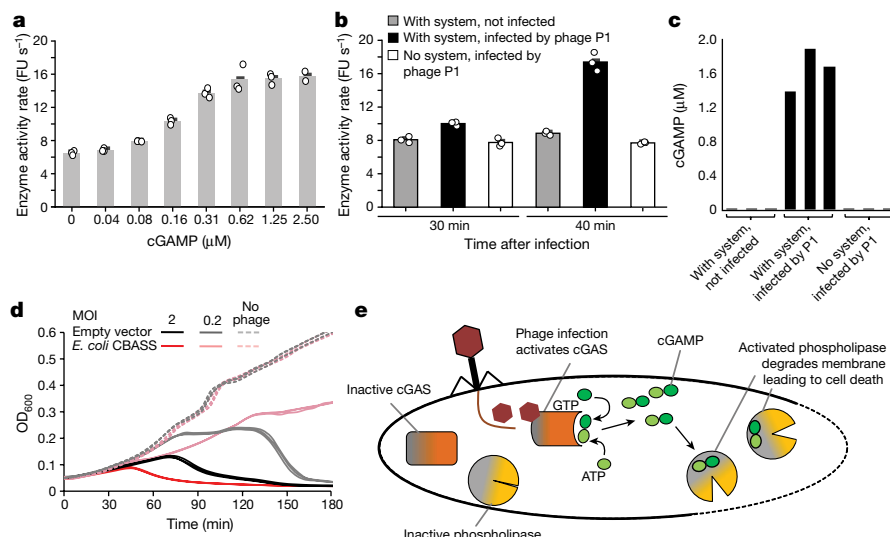 a
Enzyme activity rate (FU s⁻¹)
20
16
12
8
4
0
0 0.04 0.08 0.16 0.31 0.62 1.25 2.50
cGAMP (μM)
b
With system, not infected
With system, infected by phage P1
No system, infected by
phage P1
Enzyme activity rate (FU s⁻¹)
20
16
12
8
4
0
30 min 40 min
Time after infection
c
cGAMP (μM)
2.0
1.6
1.2
0.8
0.4
0
With system,
not infected
With system,
infected by P1
No system,
infected by P1
d
MOI 2 0.2 No
phage
Empty vector
E. coli CBASS
OD₆₀₀
0.6
0.5
0.4
0.3
0.2
0.1
0
0 30 60 90 120 150 180
Time (min)
e
Phage infection
activates cGAS
cGAMP
Activated phospholipase
degrades membrane
leading to cell death
Inactive cGAS
GTP
ATP
Inactive phospholipase